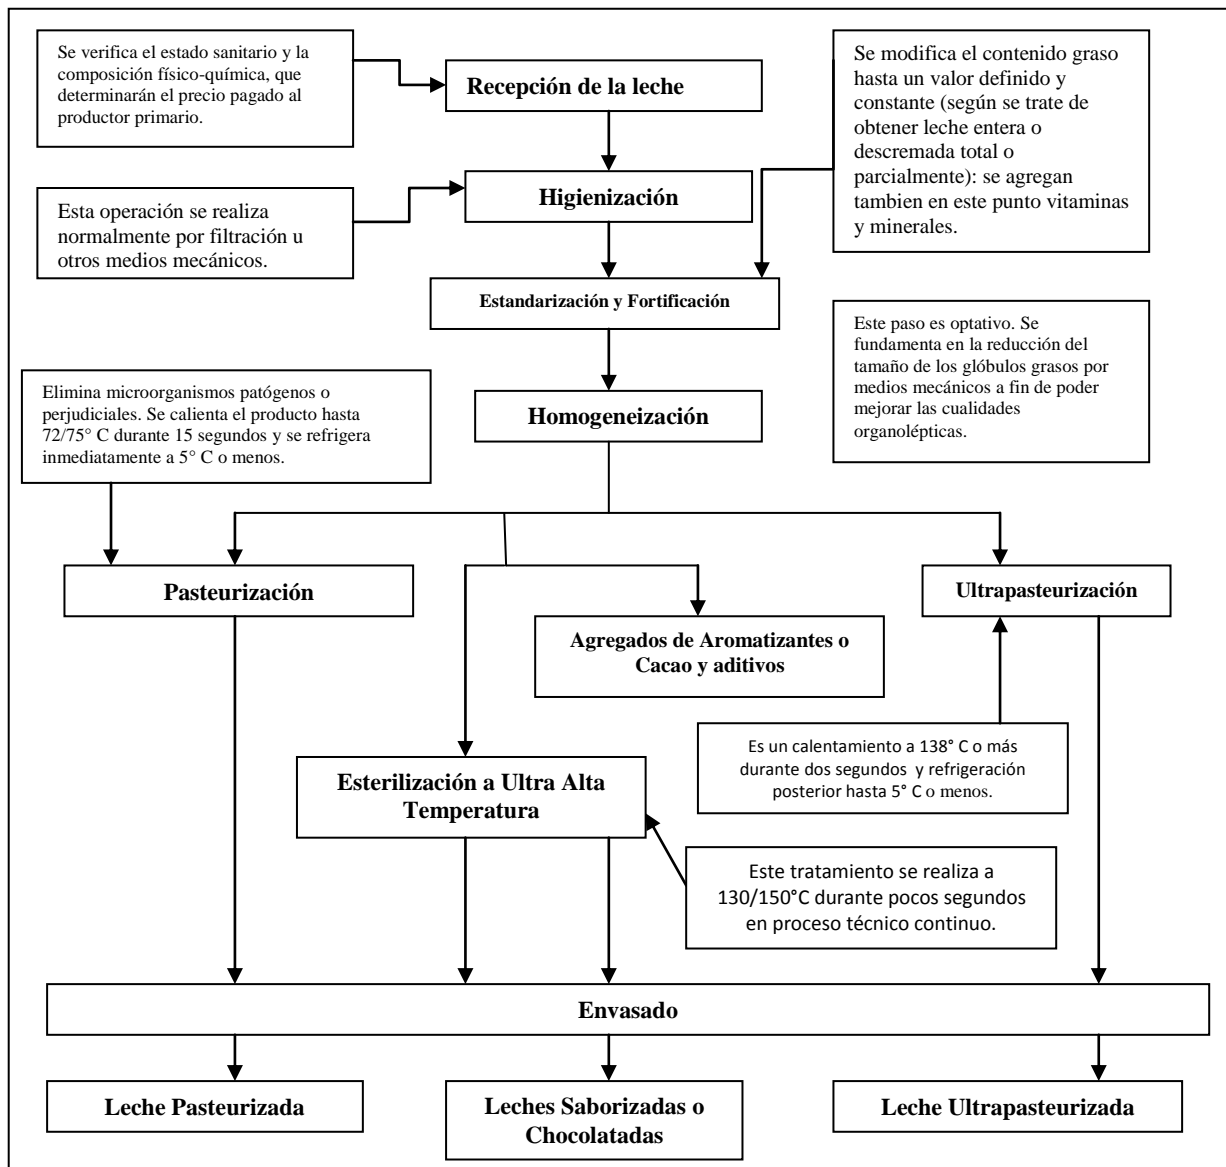 Se verifica el estado sanitario y la
composición físico-química, que
determinarán el precio pagado al
productor primario.
Recepción de la leche
Se modifica el contenido graso
hasta un valor definido y
constante (según se trate de
obtener leche entera o
descremada total o
parcialmente): se agregan
tambien en este punto vitaminas
y minerales.
Esta operación se realiza
normalmente por filtración u
otros medios mecánicos.
Higienización
Estandarización y Fortificación
Este paso es optativo. Se
fundamenta en la reducción del
tamaño de los glóbulos grasos por
medios mecánicos a fin de poder
mejorar las cualidades
organolépticas.
Elimina microorganismos patógenos o
perjudiciales. Se calienta el producto hasta
72/75° C durante 15 segundos y se refrigera
inmediatamente a 5° C o menos.
Homogeneización
Pasteurización
Ultrapasteurización
Agregados de Aromatizantes o
Cacao y aditivos
Es un calentamiento a 138° C o más
durante dos segundos y refrigeración
posterior hasta 5° C o menos.
Esterilización a Ultra Alta
Temperatura
Este tratamiento se realiza a
130/150°C durante pocos segundos
en proceso técnico continuo.
Envasado
Leche Pasteurizada
Leches Saborizadas o
Chocolatadas
Leche Ultrapasteurizada